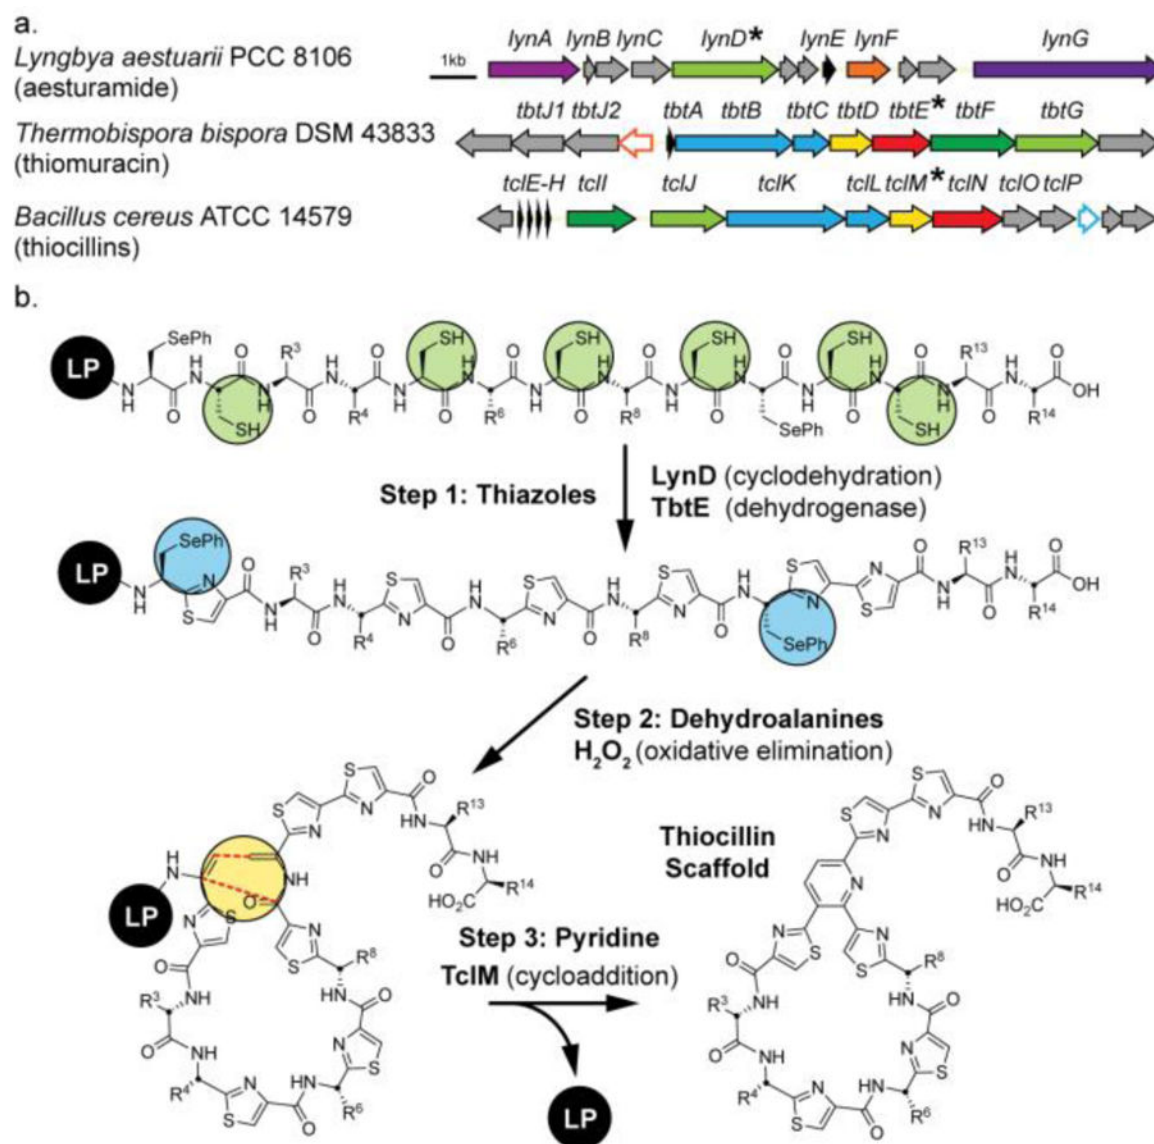 a.
lynA lynB lynC lynD* lynE lynF lynG
Lyngbya aestuarii PCC 8106
(aesturamide)
1kb
tbtJ1 tbtJ2 tbtA tbtB tbtC tbtD tbtE* tbtF tbtG
Thermobispora bispora DSM 43833
(thiomuracin)
tclE-H tclI tclJ tclK tclL tclM* tclN tclO tclP
Bacillus cereus ATCC 14579
(thiocillins)
b.
LP SePh SH R3 R4 SH R6 SH R8 SH SePh SH SH R13 R14 OH
Step 1: Thiazoles
LynD (cyclodehydration)
TbtE (dehydrogenase)
LP SePh R3 R4 R6 R8 SePh R13 R14 OH
Step 2: Dehydroalanines
H2O2 (oxidative elimination)
LP R13 R14 HO2C R8 R3 R4 R6
Step 3: Pyridine
TclM (cycloaddition)
LP
Thiocillin
Scaffold
R13 R14 HO2C R8 R3 R4 R6